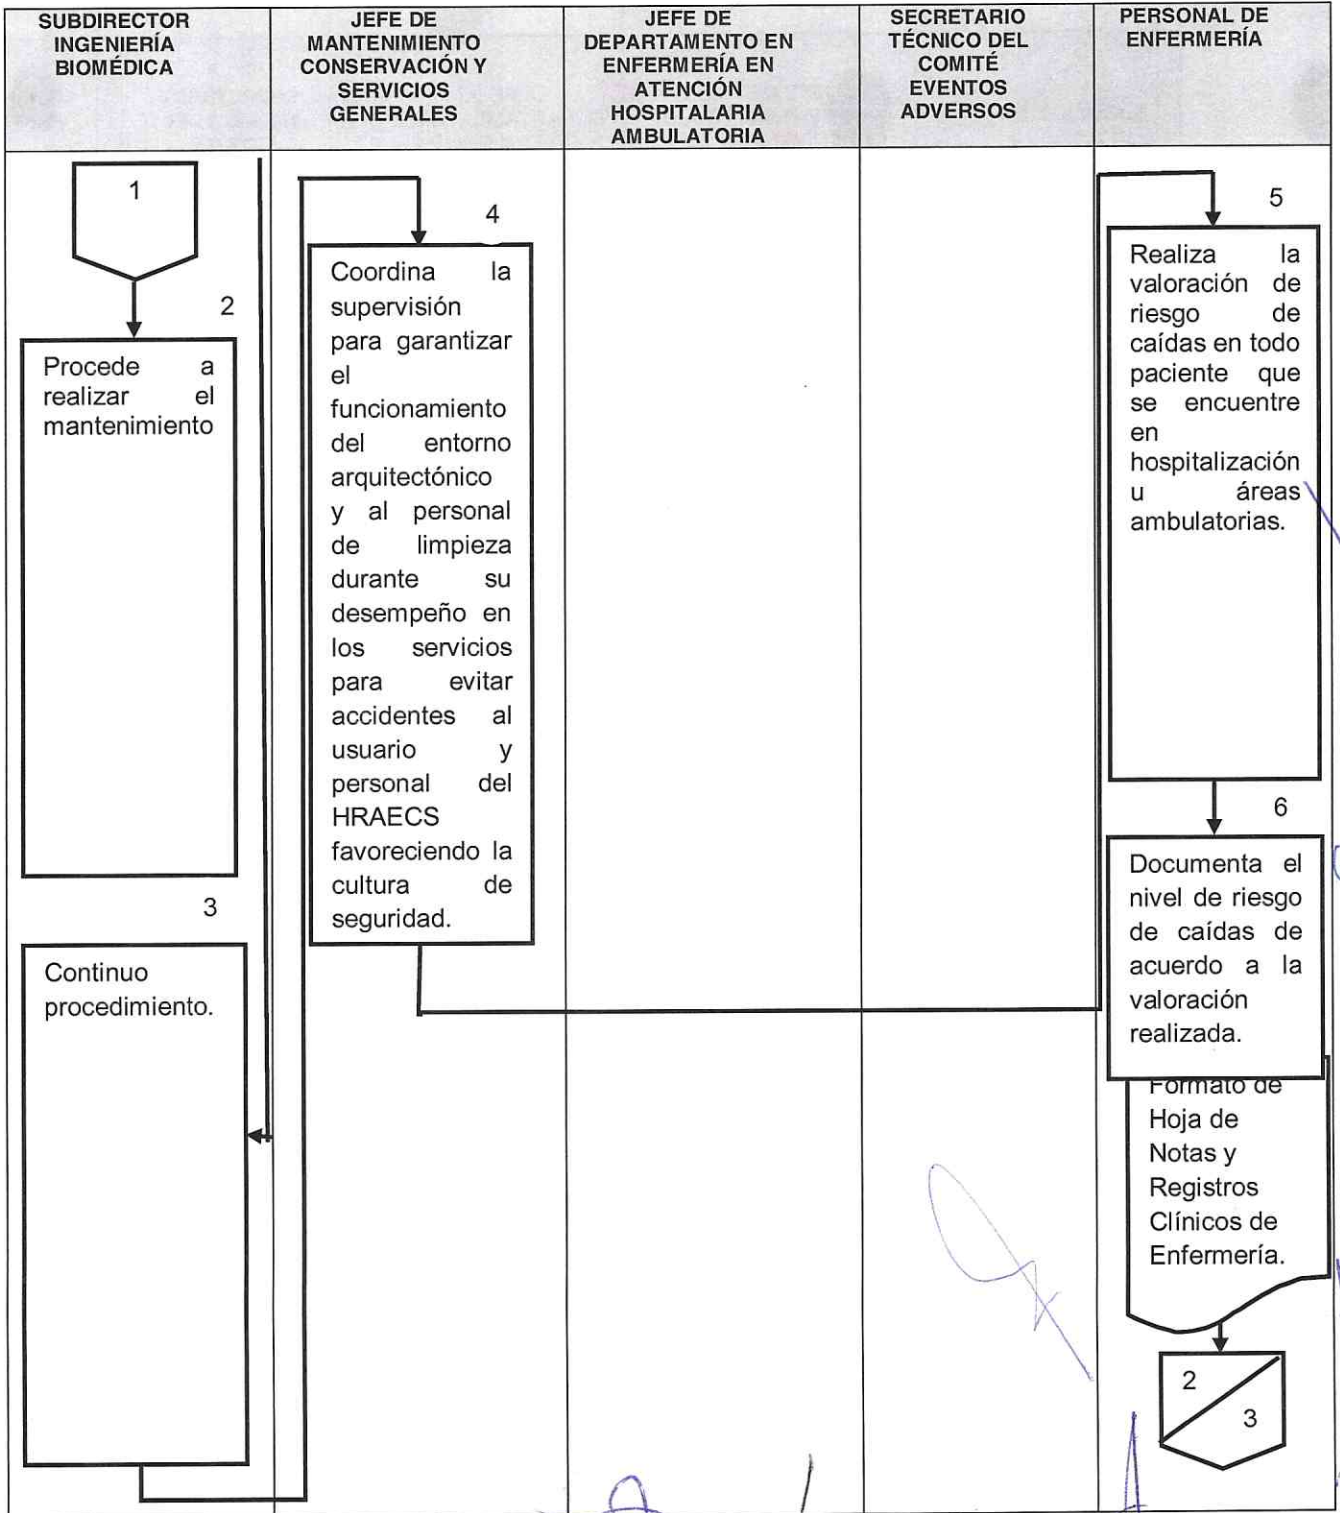 SUBDIRECTOR
INGENIERÍA
BIOMÉDICA
JEFE DE
MANTENIMIENTO
CONSERVACIÓN Y
SERVICIOS
GENERALES
JEFE DE
DEPARTAMENTO EN
ENFERMERÍA EN
ATENCIÓN
HOSPITALARIA
AMBULATORIA
SECRETARIO
TÉCNICO DEL
COMITÉ
EVENTOS
ADVERSOS
PERSONAL DE
ENFERMERÍA
1
2
Procede a
realizar el
mantenimiento
3
Continuo
procedimiento.
4
Coordina la
supervisión
para garantizar
el
funcionamiento
del entorno
arquitectónico
y al personal
de limpieza
durante su
desempeño en
los servicios
para evitar
accidentes al
usuario y
personal del
HRAECS
favoreciendo la
cultura de
seguridad.
5
Realiza la
valoración de
riesgo de
caídas en todo
paciente que
se encuentre
en
hospitalización
u áreas
ambulatorias.
6
Documenta el
nivel de riesgo
de caídas de
acuerdo a la
valoración
realizada.
Formato de
Hoja de
Notas y
Registros
Clínicos de
Enfermería.
2
3